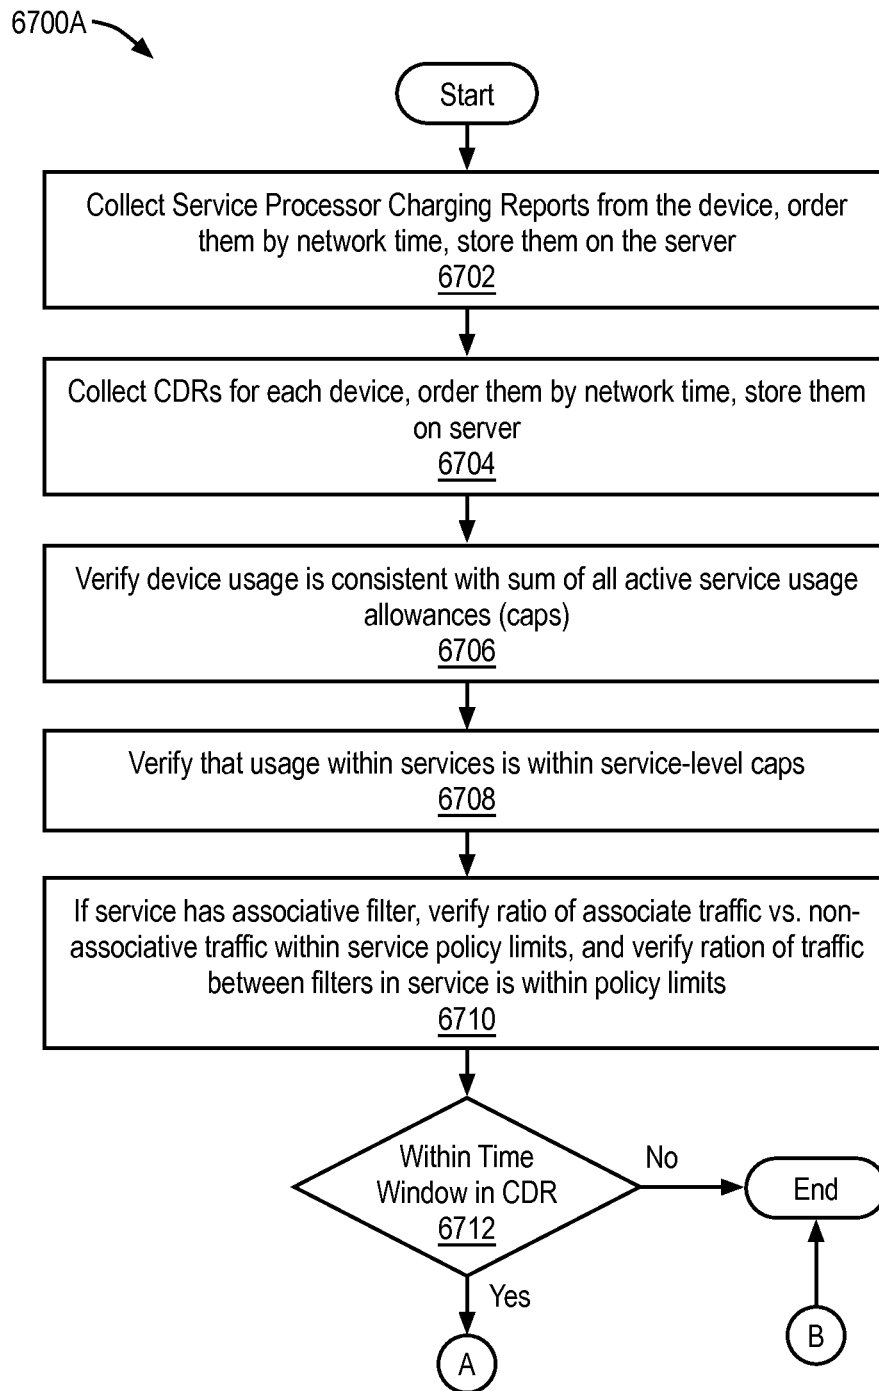 6700A
Start
Collect Service Processor Charging Reports from the device, order
them by network time, store them on the server
6702
Collect CDRs for each device, order them by network time, store them
on server
6704
Verify device usage is consistent with sum of all active service usage
allowances (caps)
6706
Verify that usage within services is within service-level caps
6708
If service has associative filter, verify ratio of associate traffic vs. non-
associative traffic within service policy limits, and verify ration of traffic
between filters in service is within policy limits
6710
Within Time
Window in CDR
6712
No
End
Yes
A
B